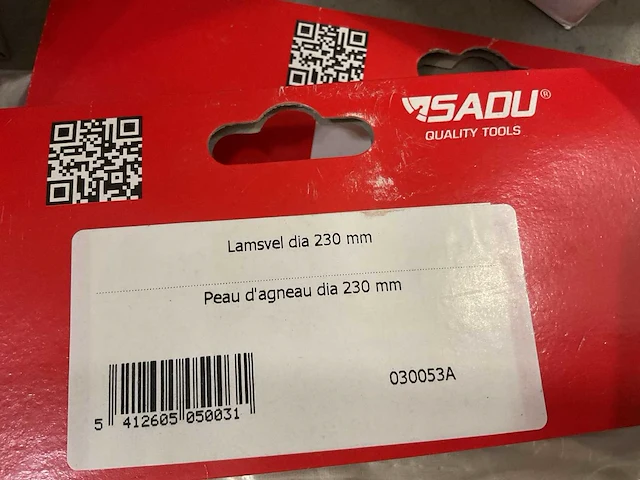 SADU®
QUALITY TOOLS
Lamsvel dia 230 mm
Peau d'agneau dia 230 mm
030053A
5 412605 050031